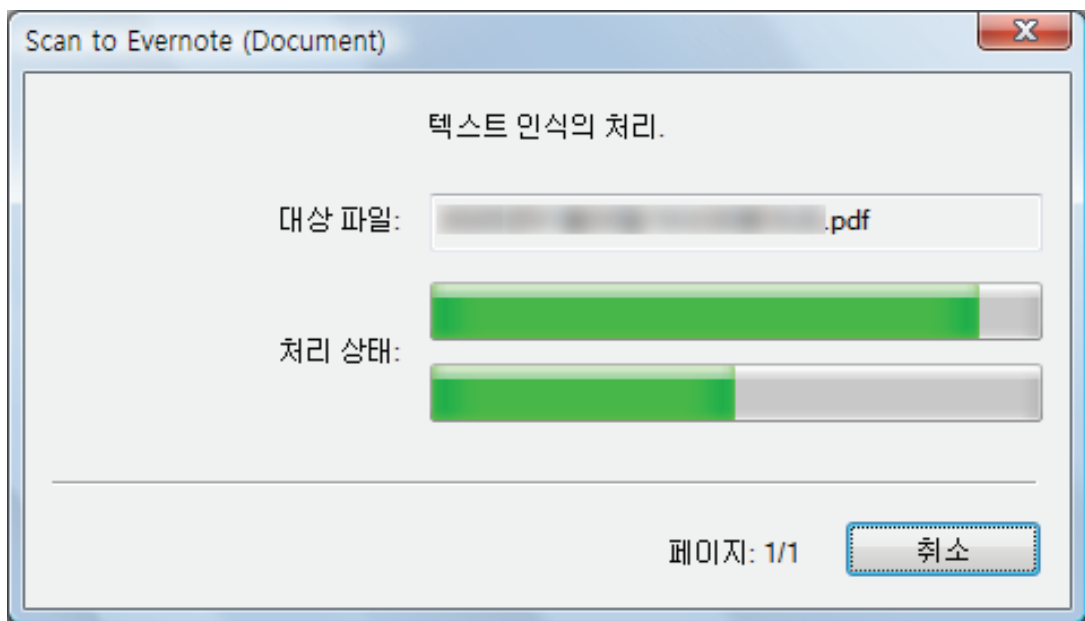 Scan to Evernote (Document)
텍스트 인식의 처리.
대상 파일: .pdf
처리 상태:
페이지: 1/1 취소